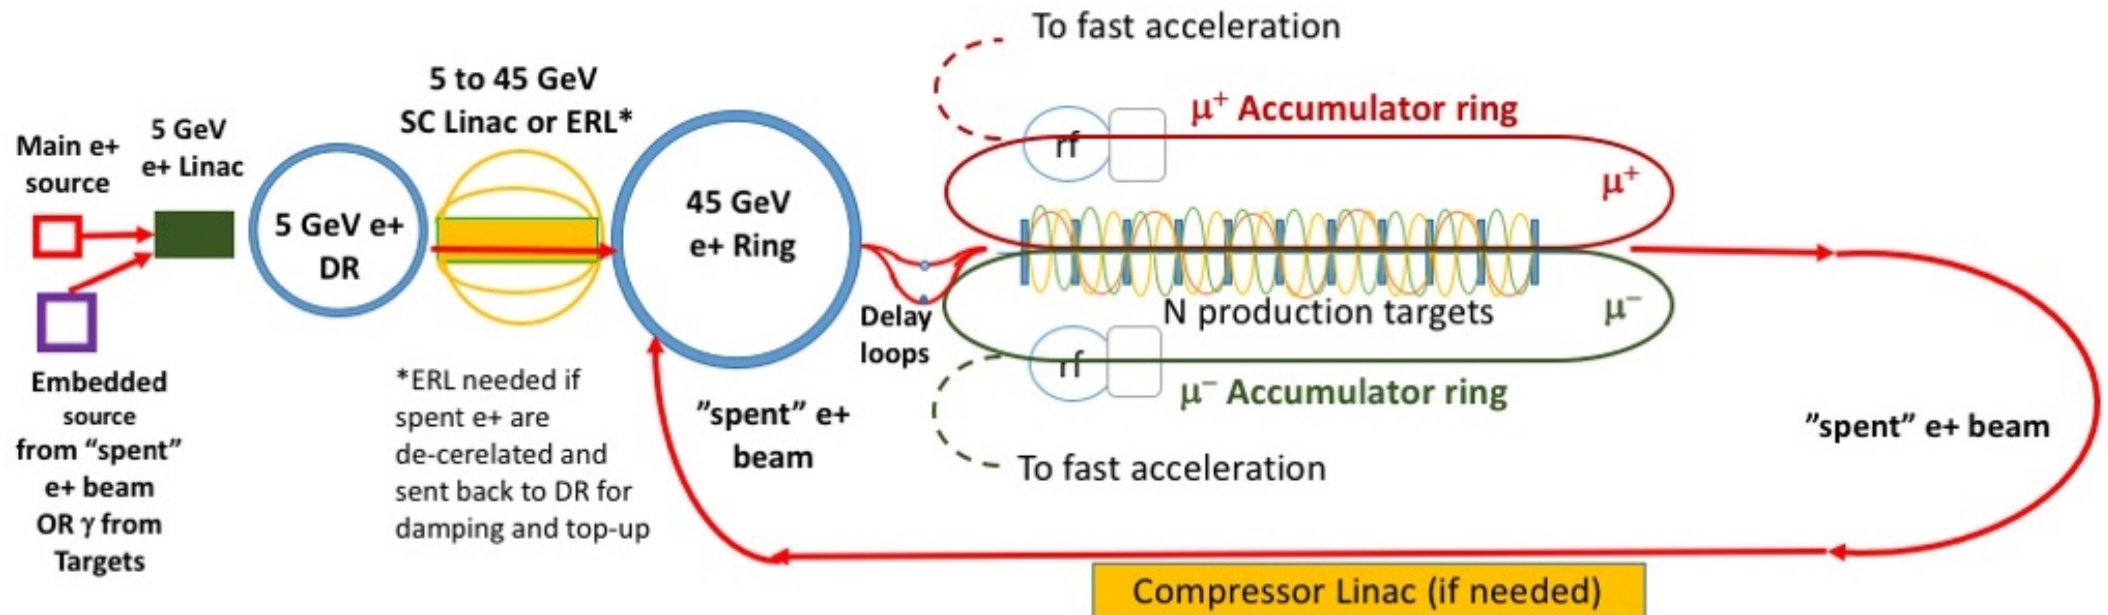 Main e+
source
5 GeV
e+ Linac
Embedded
source
from “spent”
e+ beam
OR γ from
Targets
5 GeV e+
DR
5 to 45 GeV
SC Linac or ERL*
*ERL needed if
spent e+ are
de-cerelated and
sent back to DR for
damping and top-up
45 GeV
e+ Ring
”spent” e+
beam
Delay
loops
To fast acceleration
rf
μ⁺ Accumulator ring
μ⁺
N production targets
μ⁻
rf
μ⁻ Accumulator ring
To fast acceleration
”spent” e+ beam
Compressor Linac (if needed)